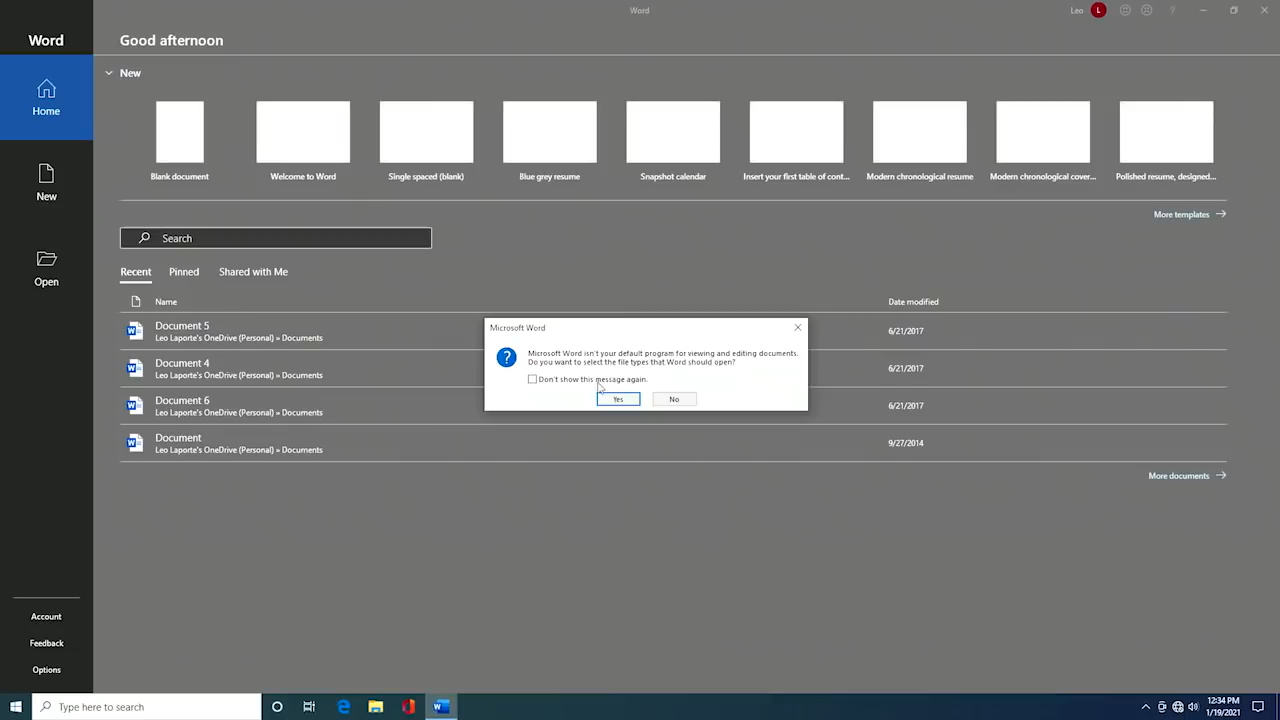 Word
Leo
L
Word
Good afternoon
New
Home
Blank document
Welcome to Word
Single spaced (blank)
Blue grey resume
Snapshot calendar
Insert your first table of cont...
Modern chronological resume
Modern chronological cover...
Polished resume, designed...
New
More templates
Search
Open
Recent
Pinned
Shared with Me
Name
Date modified
Document 5
Leo Laporte's OneDrive (Personal) » Documents
6/21/2017
Document 4
Leo Laporte's OneDrive (Personal) » Documents
6/21/2017
Document 6
Leo Laporte's OneDrive (Personal) » Documents
6/21/2017
Document
Leo Laporte's OneDrive (Personal) » Documents
9/27/2014
More documents
Microsoft Word
Microsoft Word isn't your default program for viewing and editing documents.
Do you want to select the file types that Word should open?
Don't show this message again.
Yes
No
Account
Feedback
Options
Type here to search
12:34 PM
1/19/2021